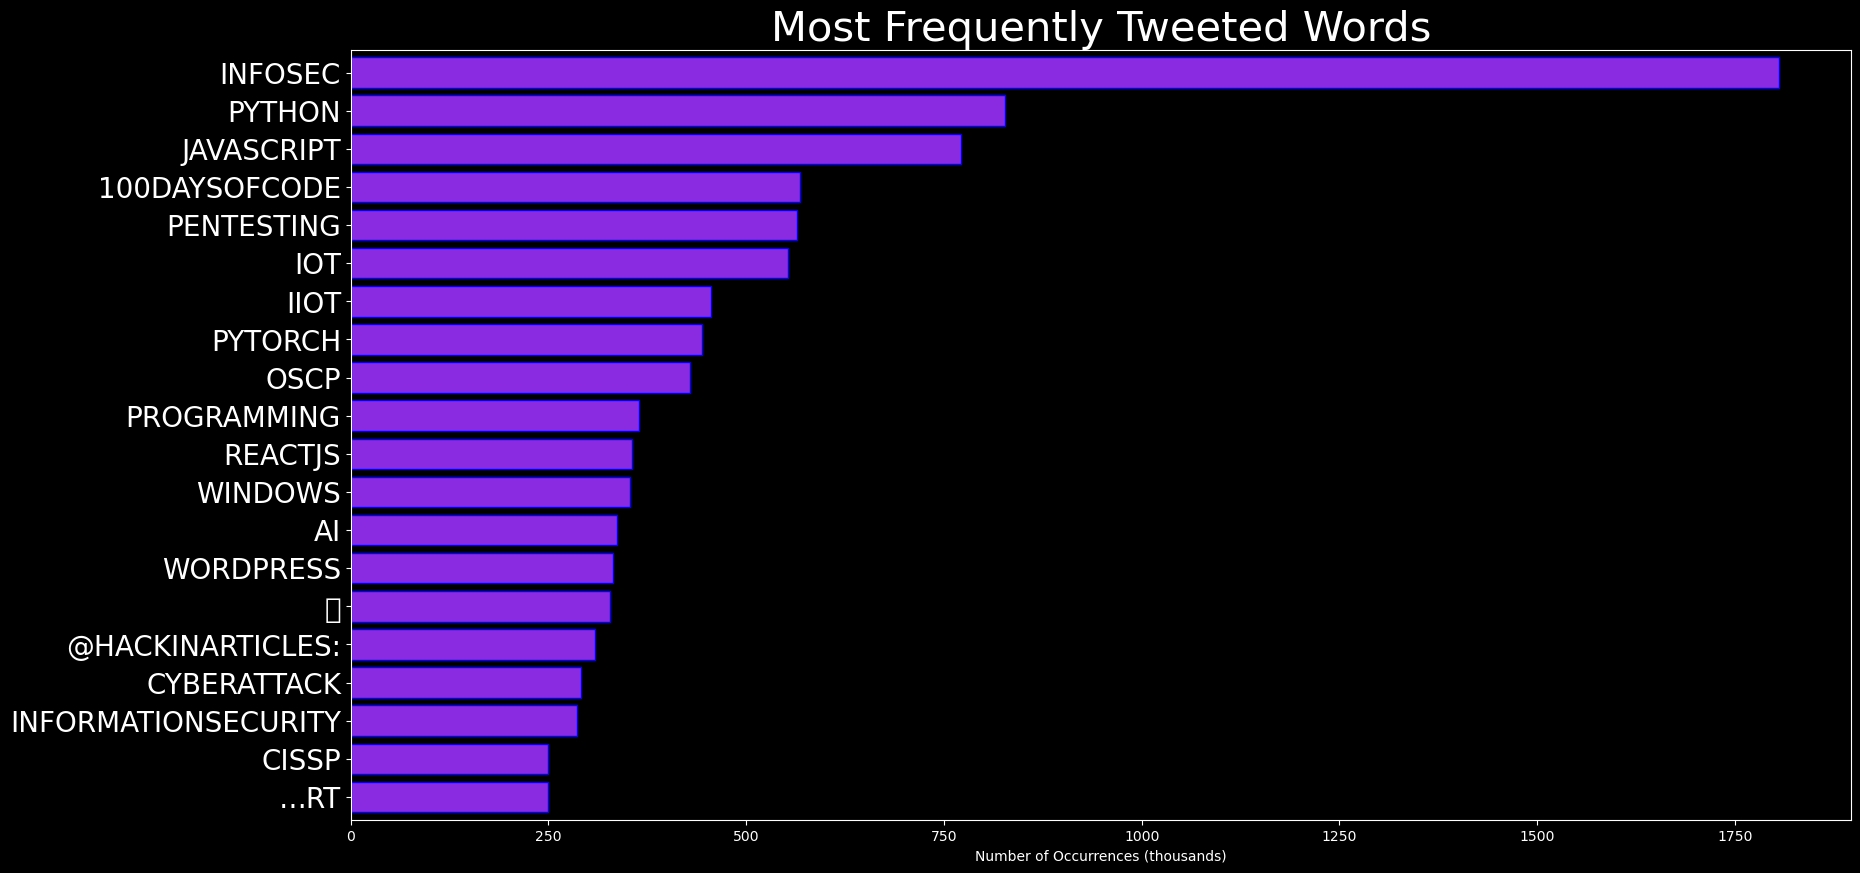 Most Frequently Tweeted Words
INFOSEC
PYTHON
JAVASCRIPT
100DAYSOFCODE
PENTESTING
IOT
IIOT
PYTORCH
OSCP
PROGRAMMING
REACTJS
WINDOWS
AI
WORDPRESS
@HACKINARTICLES:
CYBERATTACK
INFORMATIONSECURITY
CISSP
…RT
0 250 500 750 1000 1250 1500 1750
Number of Occurrences (thousands)